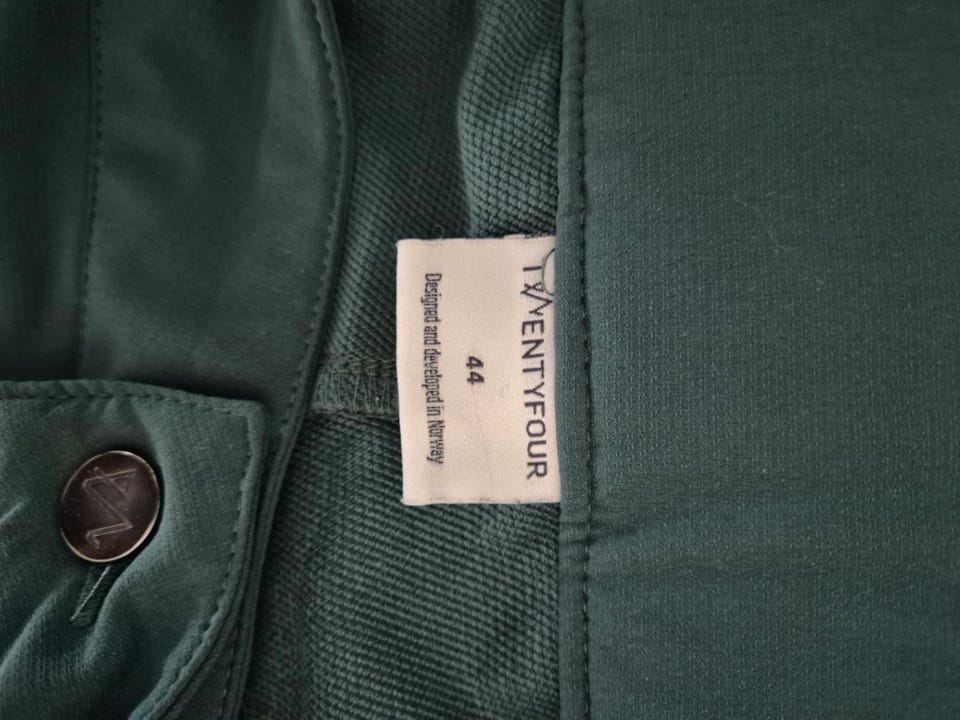 TWENTYFOUR
44
Designed and developed in Norway